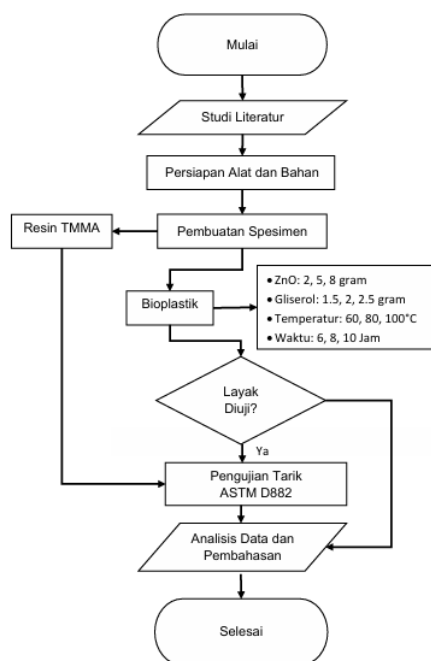 Mulai
Studi Literatur
Persiapan Alat dan Bahan
Resin TMMA
Pembuatan Spesimen
Bioplastik
• ZnO: 2, 5, 8 gram
• Gliserol: 1.5, 2, 2.5 gram
• Temperatur: 60, 80, 100°C
• Waktu: 6, 8, 10 Jam
Layak
Diuji?
Ya
Pengujian Tarik
ASTM D882
Analisis Data dan
Pembahasan
Selesai